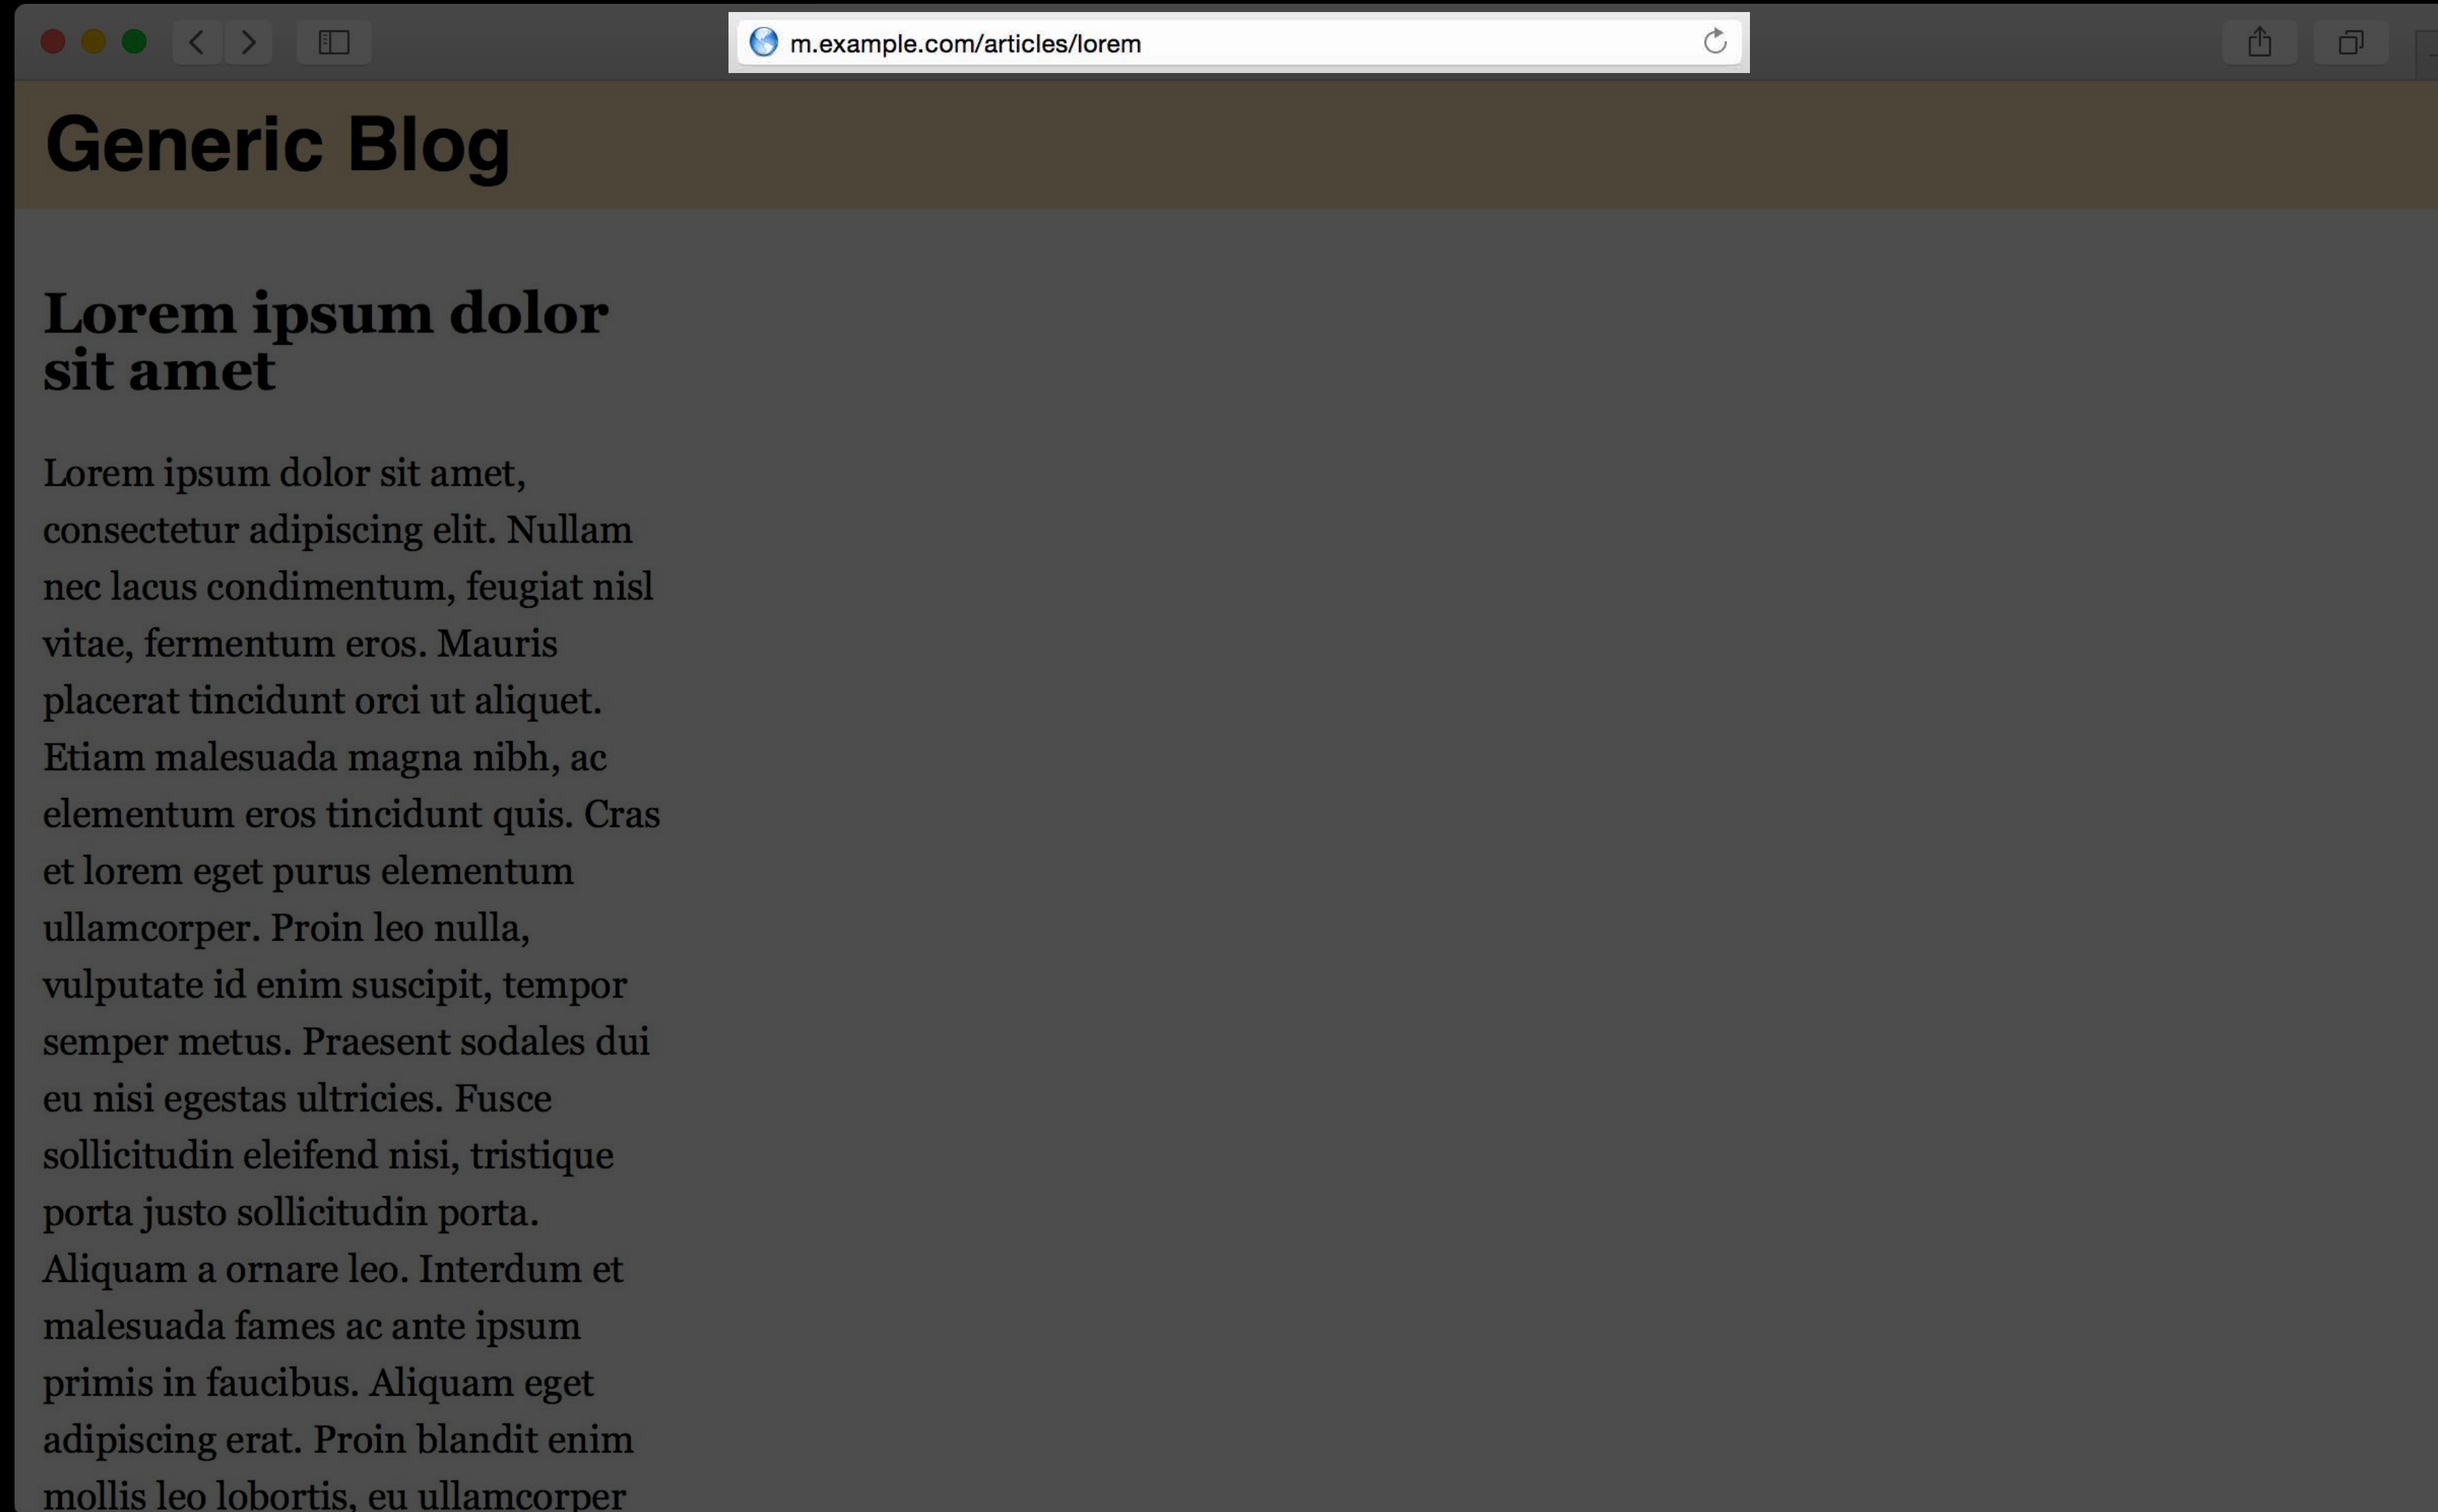 m.example.com/articles/lorem
Generic Blog
Lorem ipsum dolor
sit amet
Lorem ipsum dolor sit amet,
consectetur adipiscing elit. Nullam
nec lacus condimentum, feugiat nisl
vitae, fermentum eros. Mauris
placerat tincidunt orci ut aliquet.
Etiam malesuada magna nibh, ac
elementum eros tincidunt quis. Cras
et lorem eget purus elementum
ullamcorper. Proin leo nulla,
vulputate id enim suscipit, tempor
semper metus. Praesent sodales dui
eu nisi egestas ultricies. Fusce
sollicitudin eleifend nisi, tristique
porta justo sollicitudin porta.
Aliquam a ornare leo. Interdum et
malesuada fames ac ante ipsum
primis in faucibus. Aliquam eget
adipiscing erat. Proin blandit enim
mollis leo lobortis, eu ullamcorper